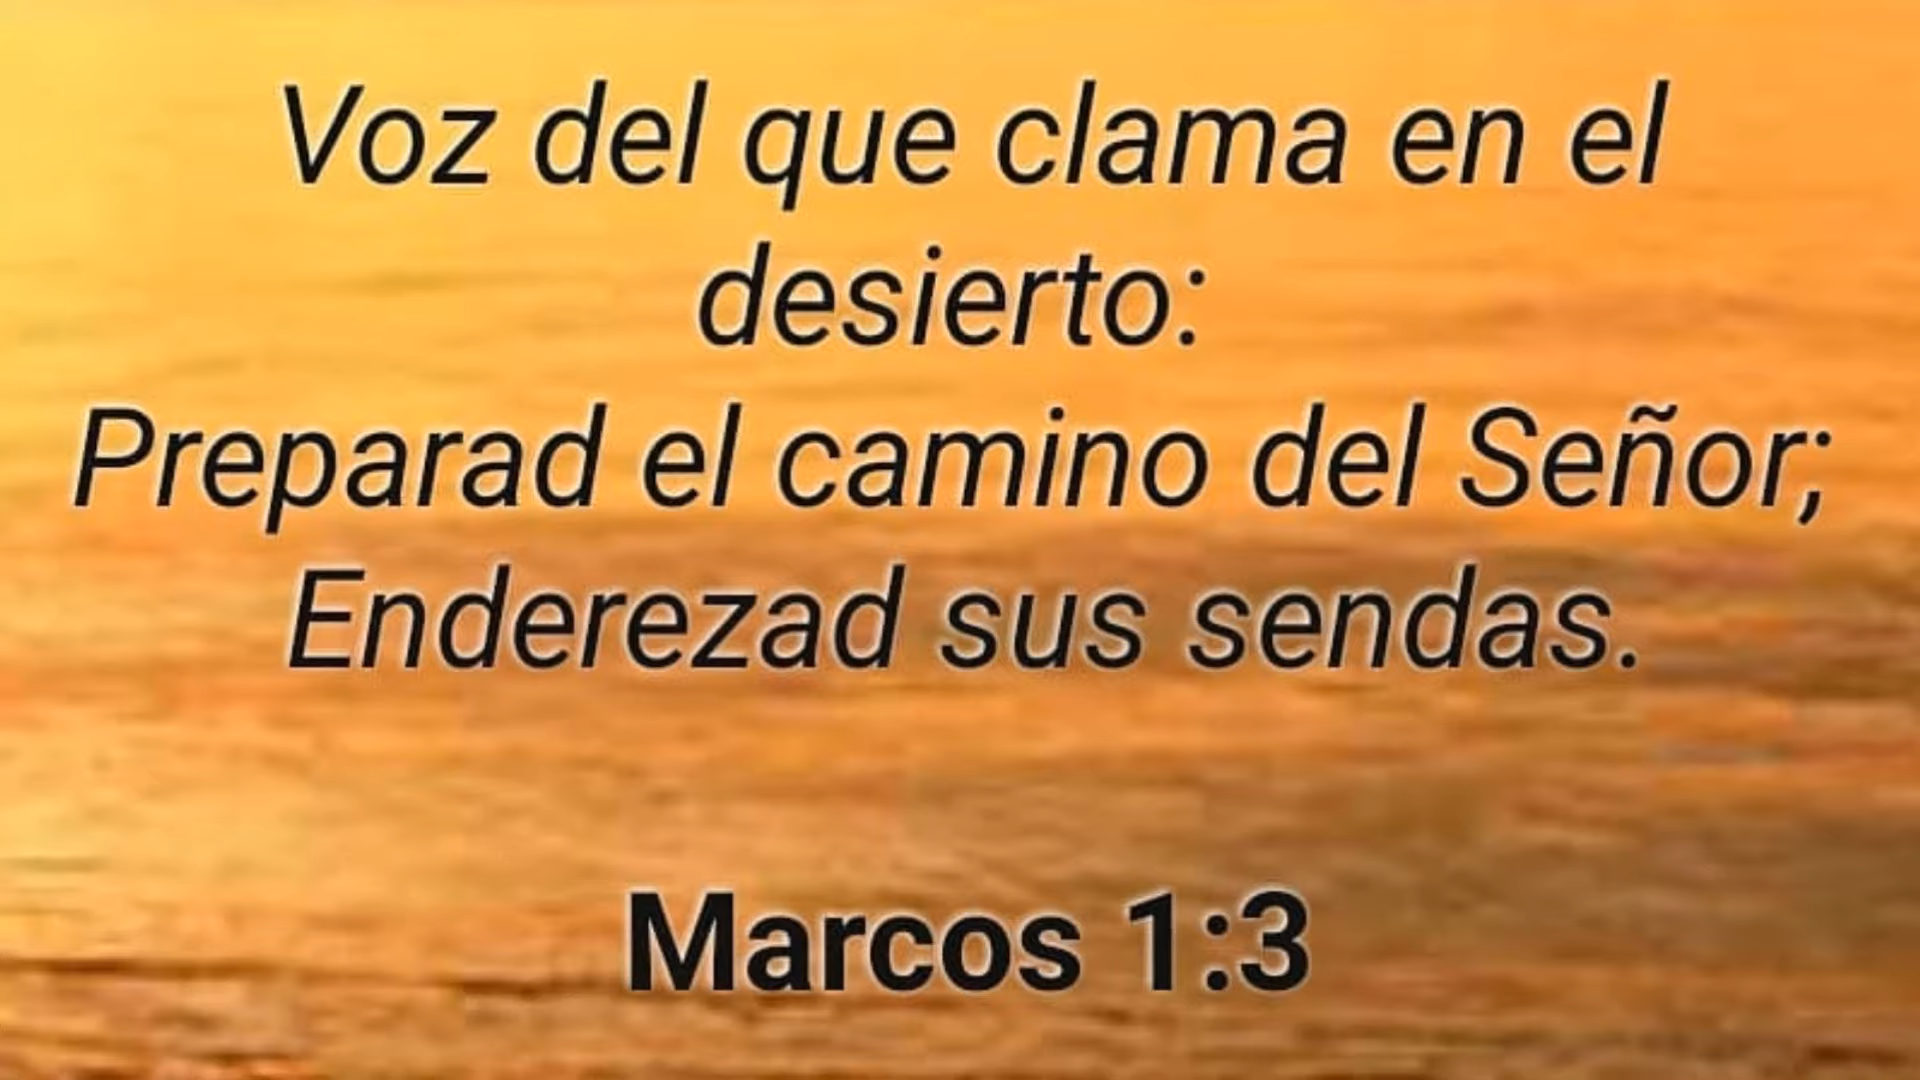 Voz del que clama en el
desierto:
Preparad el camino del Señor;
Enderezad sus sendas.
Marcos 1:3